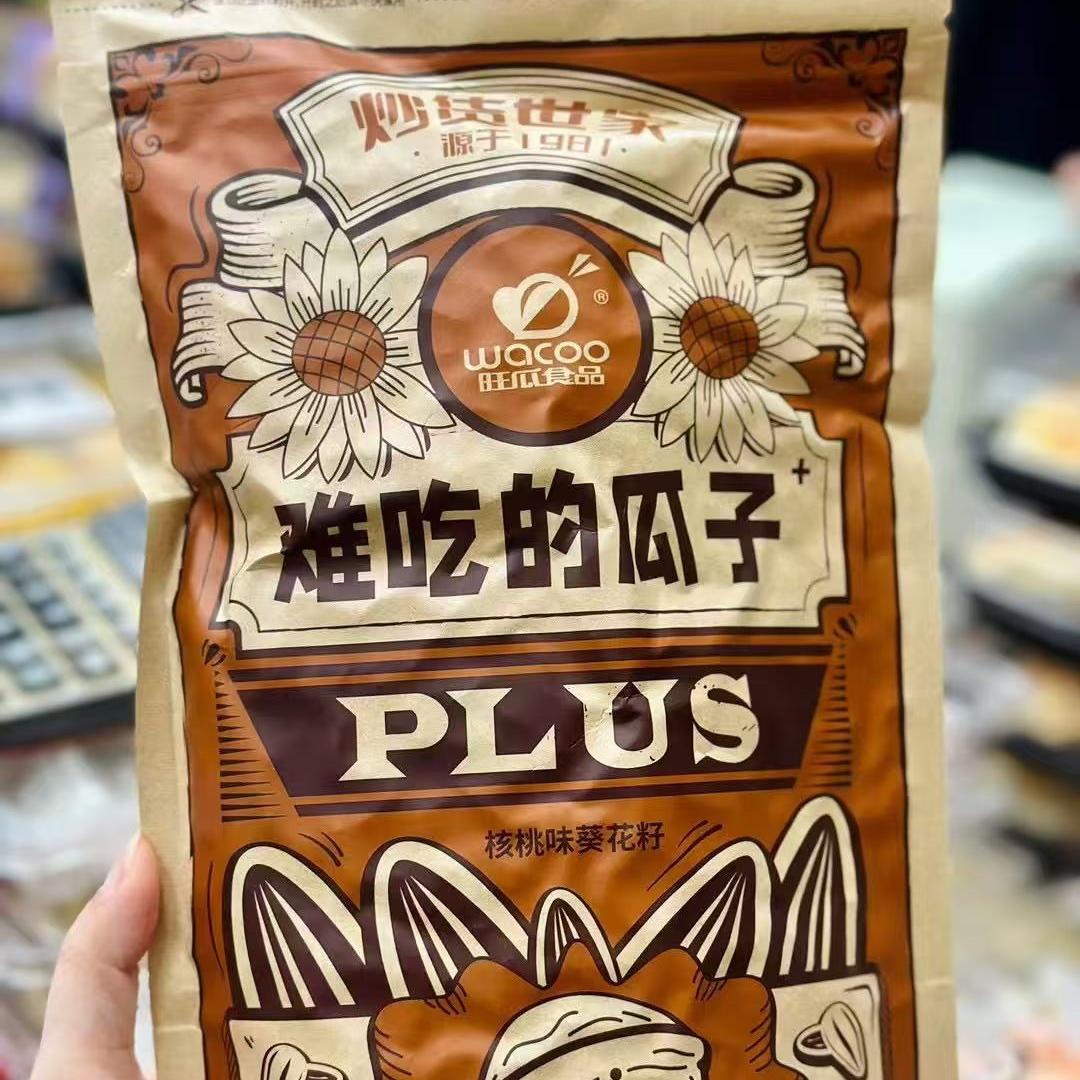 炒货世家
·源于1981·
®
wacoo
旺瓜食品
难吃的瓜子+
PLUS
核桃味葵花籽